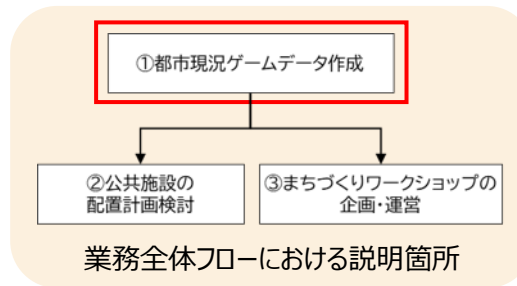 ①都市現況ゲームデータ作成
②公共施設の
配置計画検討
③まちづくりワークショップの
企画・運営
業務全体フローにおける説明箇所